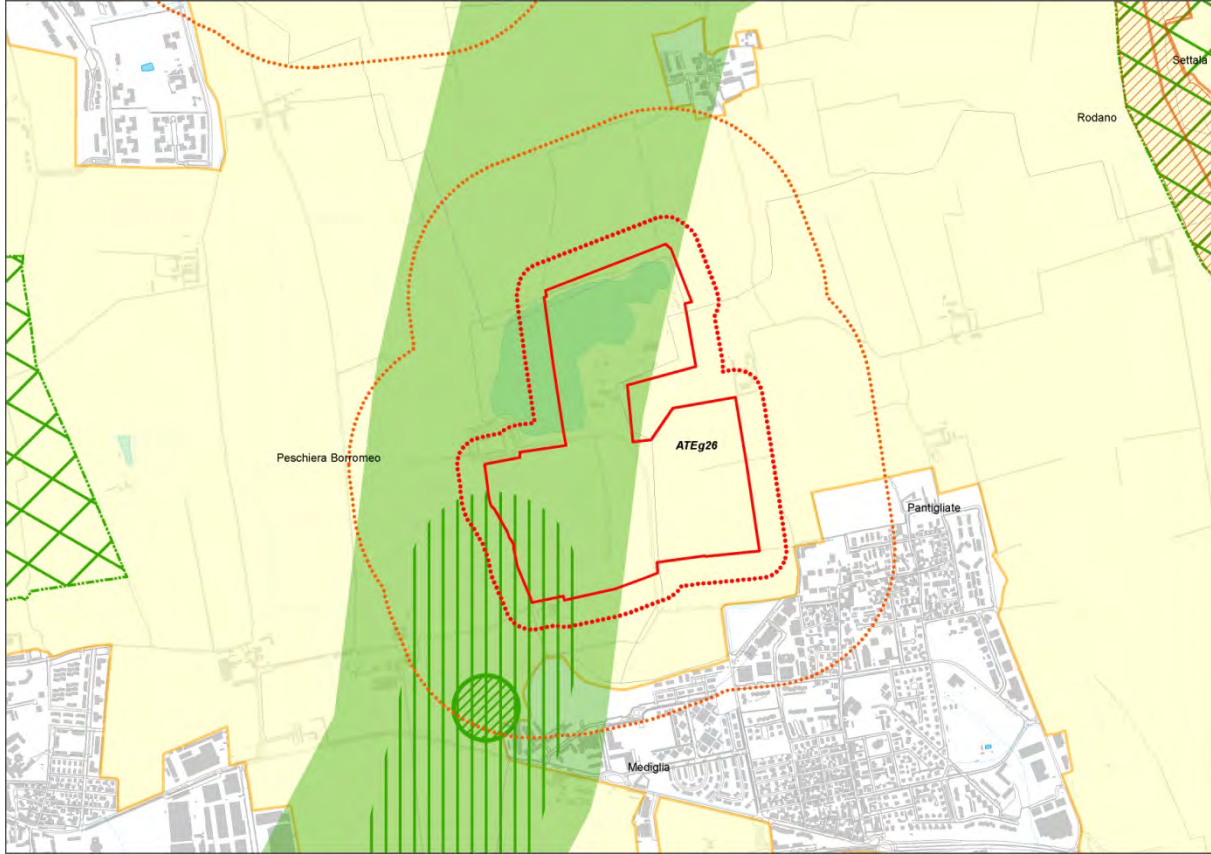 Settala
Rodano
ATEg26
Peschiera Borromeo
Pantigliate
Mediglia